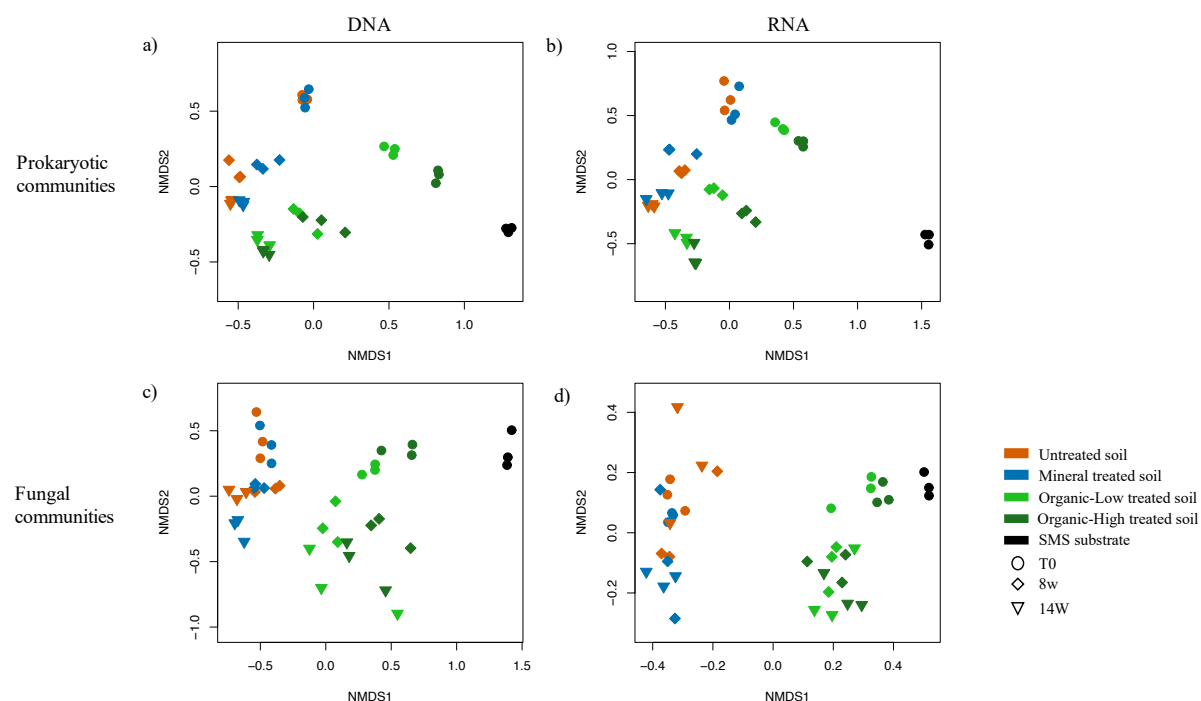 DNA
RNA
a)
b)
Prokaryotic
communities
NMDS2
0.5
0.0
−0.5
−0.5
0.0
0.5
1.0
NMDS1
NMDS2
1.0
0.5
0.0
−0.5
−0.5
0.0
0.5
1.0
1.5
NMDS1
c)
d)
Fungal
communities
NMDS2
0.5
0.0
−0.5
−1.0
−0.5
0.0
0.5
1.0
1.5
NMDS1
NMDS2
0.4
0.2
0.0
−0.2
−0.4
−0.2
0.0
0.2
0.4
NMDS1
Untreated soil
Mineral treated soil
Organic-Low treated soil
Organic-High treated soil
SMS substrate
T0
8w
14W